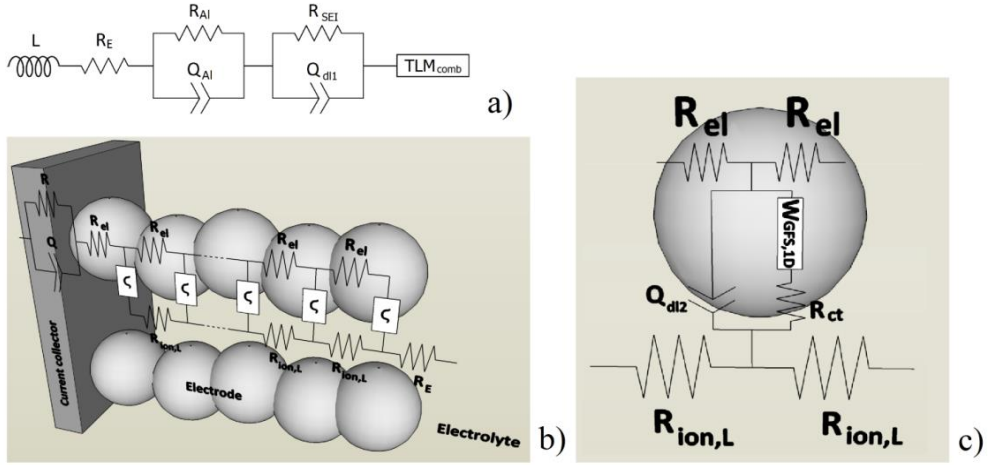 L
R_E
R_Al
Q_Al
R_SEI
Q_dl1
TLM_comb
a)
R
Q
R_el
R_el
R_el
R_el
ς
ς
ς
ς
ς
R_ion,L
R_ion,L
R_ion,L
R_E
Current collector
Electrode
Electrolyte
b)
R_el
R_el
W_GFS,1D
Q_dl2
R_ct
R_ion,L
R_ion,L
c)